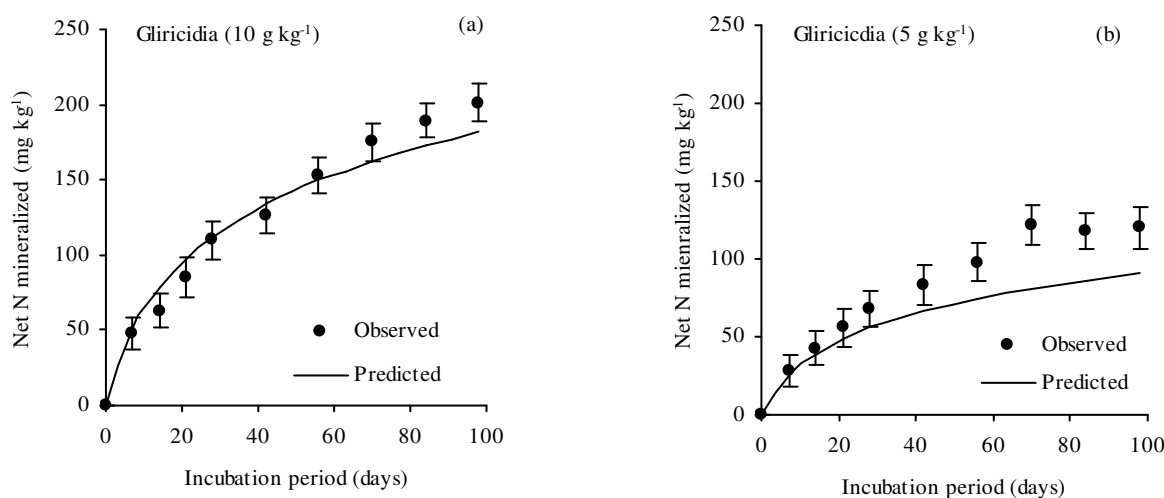 Gliricidia (10 g kg⁻¹)
(a)
Net N mineralized (mg kg⁻¹)
250
200
150
100
50
0
Observed
Predicted
0 20 40 60 80 100
Incubation period (days)
Gliricicdia (5 g kg⁻¹)
(b)
Net N mienralized (mg kg⁻¹)
250
200
150
100
50
0
Observed
Predicted
0 20 40 60 80 100
Incubation period (days)